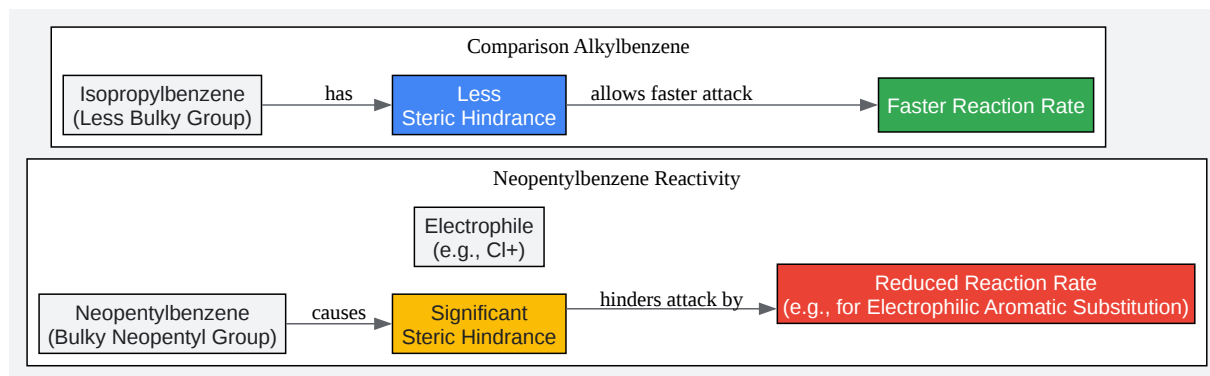 Comparison Alkylbenzene
Isopropylbenzene
(Less Bulky Group)
has
Less
Steric Hindrance
allows faster attack
Faster Reaction Rate
Neopentylbenzene Reactivity
Electrophile
(e.g., Cl+)
Neopentylbenzene
(Bulky Neopentyl Group)
causes
Significant
Steric Hindrance
hinders attack by
Reduced Reaction Rate
(e.g., for Electrophilic Aromatic Substitution)